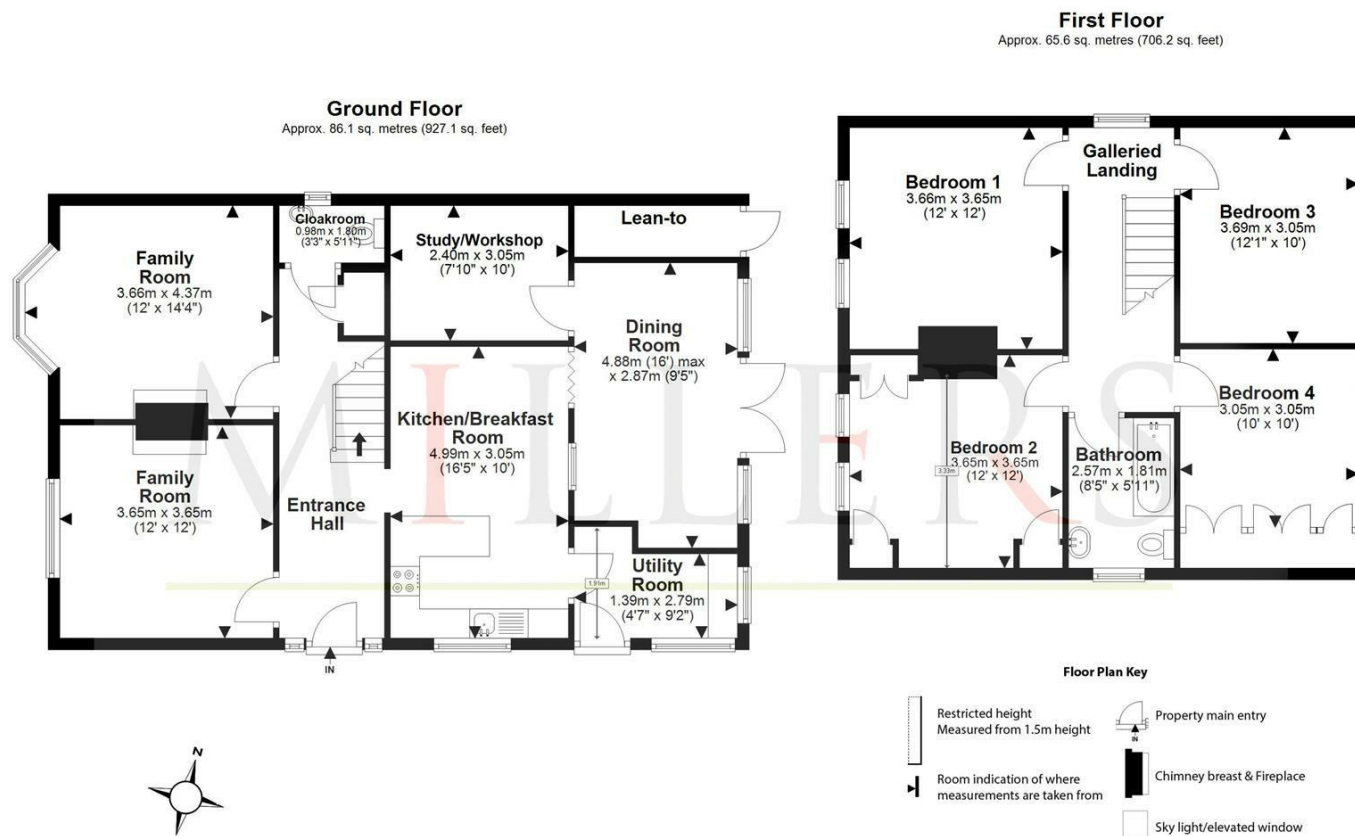 First Floor
Approx. 65.6 sq. metres (706.2 sq. feet)
Ground Floor
Approx. 86.1 sq. metres (927.1 sq. feet)
Family
Room
3.66m x 4.37m
(12' x 14'4")
Cloakroom
0.98m x 1.80m
(3'3" x 5'11")
Study/Workshop
2.40m x 3.05m
(7'10" x 10')
Lean-to
Dining
Room
4.88m (16') max
x 2.87m (9'5")
Kitchen/Breakfast
Room
4.99m x 3.05m
(16'5" x 10')
Family
Room
3.65m x 3.65m
(12' x 12')
Entrance
Hall
Utility
Room
1.39m x 2.79m
(4'7" x 9'2")
1.91m
IN
Bedroom 1
3.66m x 3.65m
(12' x 12')
Galleried
Landing
Bedroom 3
3.69m x 3.05m
(12'1" x 10')
Bedroom 2
3.65m x 3.65m
(12' x 12')
3.33m
Bathroom
2.57m x 1.81m
(8'5" x 5'11")
Bedroom 4
3.05m x 3.05m
(10' x 10')
MILLERS
N
Floor Plan Key
Restricted height
Measured from 1.5m height
Property main entry
IN
Room indication of where
measurements are taken from
Chimney breast & Fireplace
Sky light/elevated window